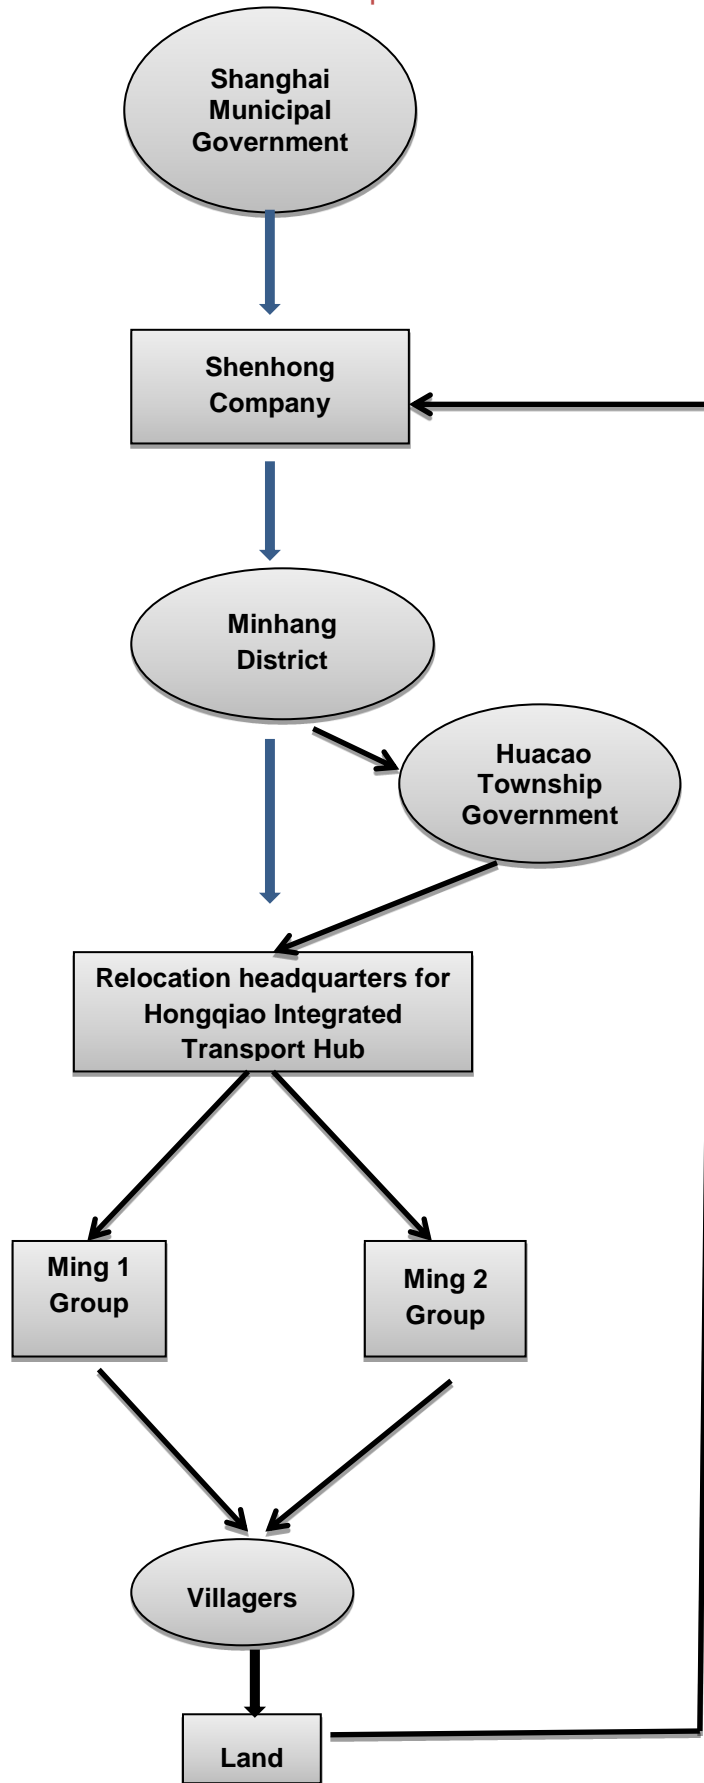 Shanghai
Municipal
Government
Shenhong
Company
Minhang
District
Huacao
Township
Government
Relocation headquarters for
Hongqiao Integrated
Transport Hub
Ming 1
Group
Ming 2
Group
Villagers
Land